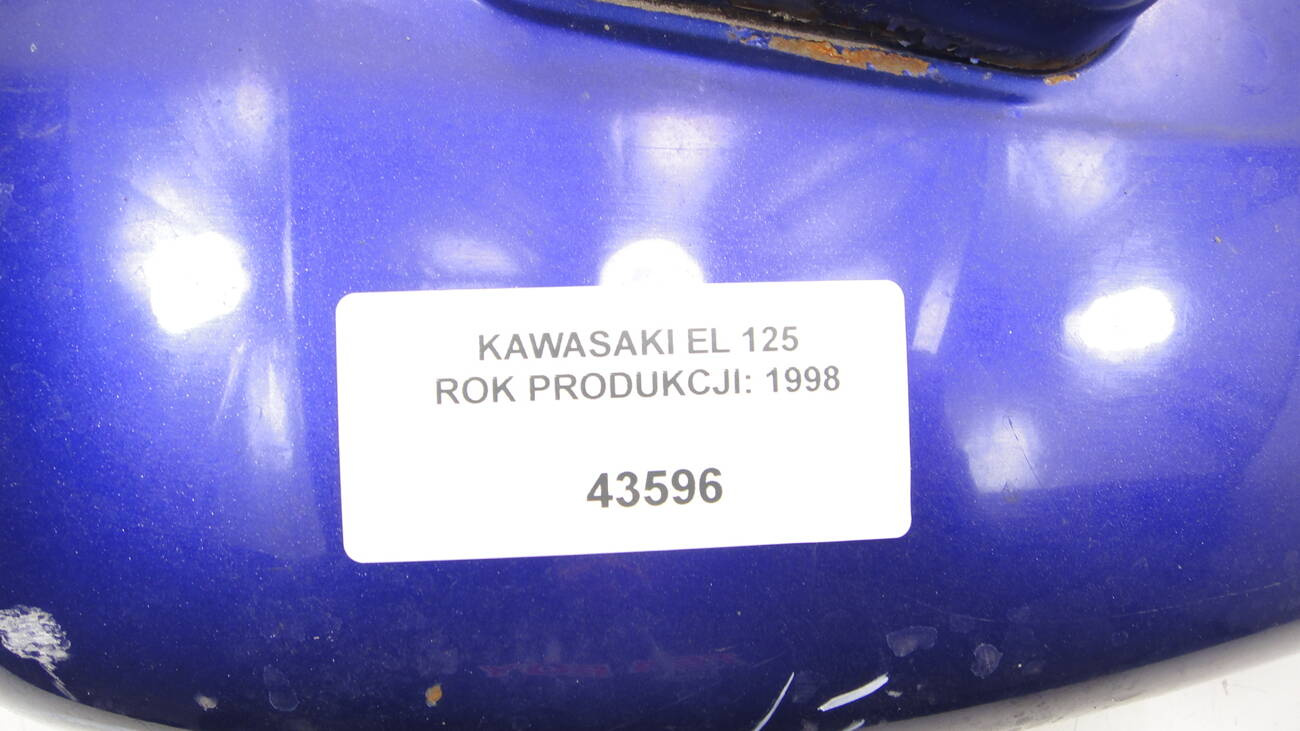 KAWASAKI EL 125
ROK PRODUKCJI: 1998
43596